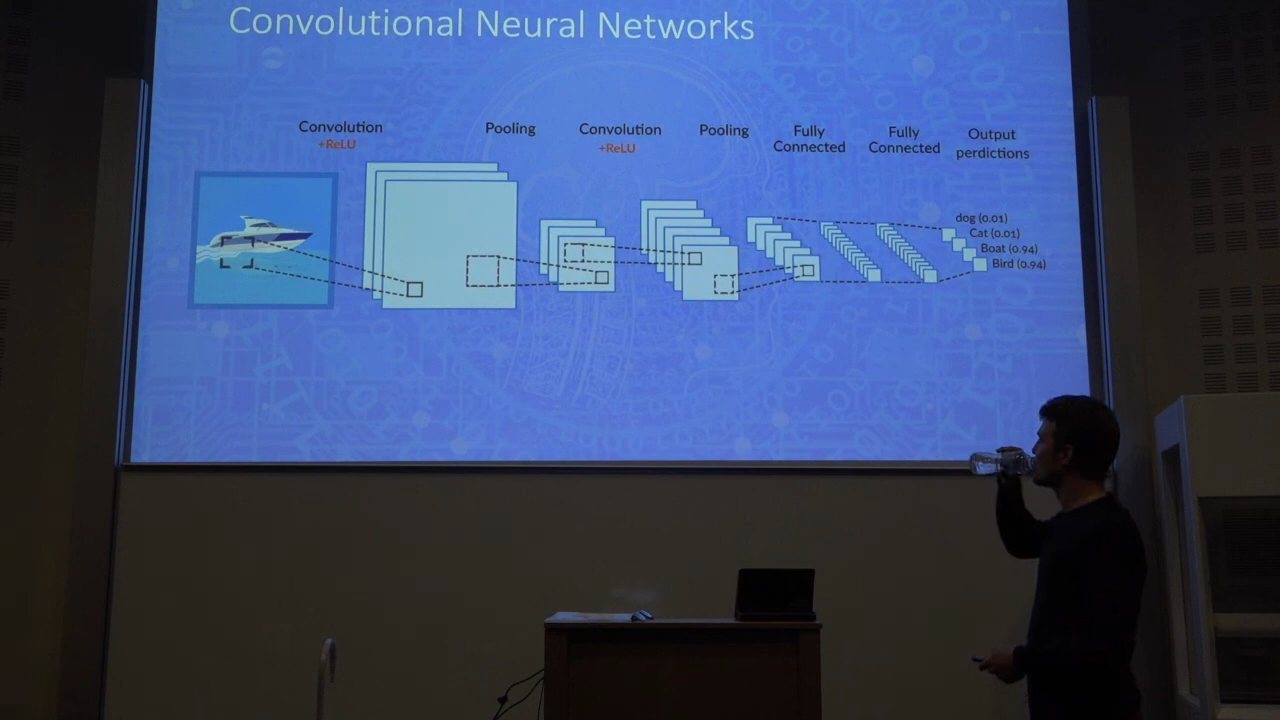 Convolutional Neural Networks
Convolution
+ReLU
Pooling
Convolution
+ReLU
Pooling
Fully
Connected
Fully
Connected
Output
perdictions
dog (0.01)
Cat (0.01)
Boat (0.94)
Bird (0.94)